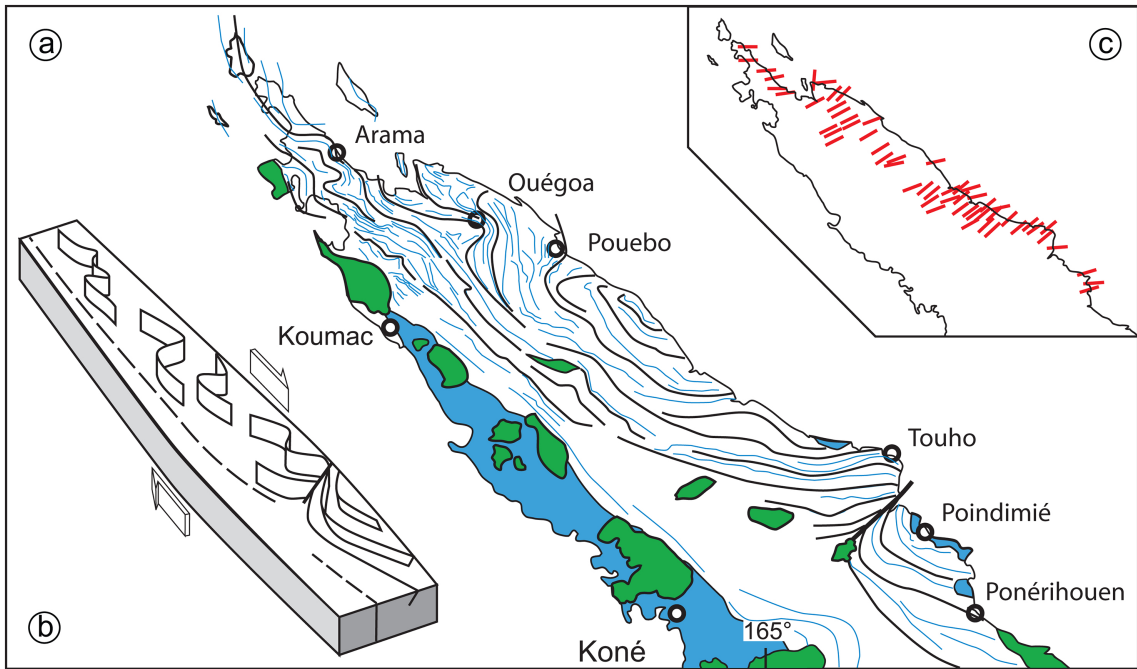 a
c
Arama
Ouégoa
Pouebo
Koumac
Touho
Poindimié
Ponérihouen
b
Koné
165°